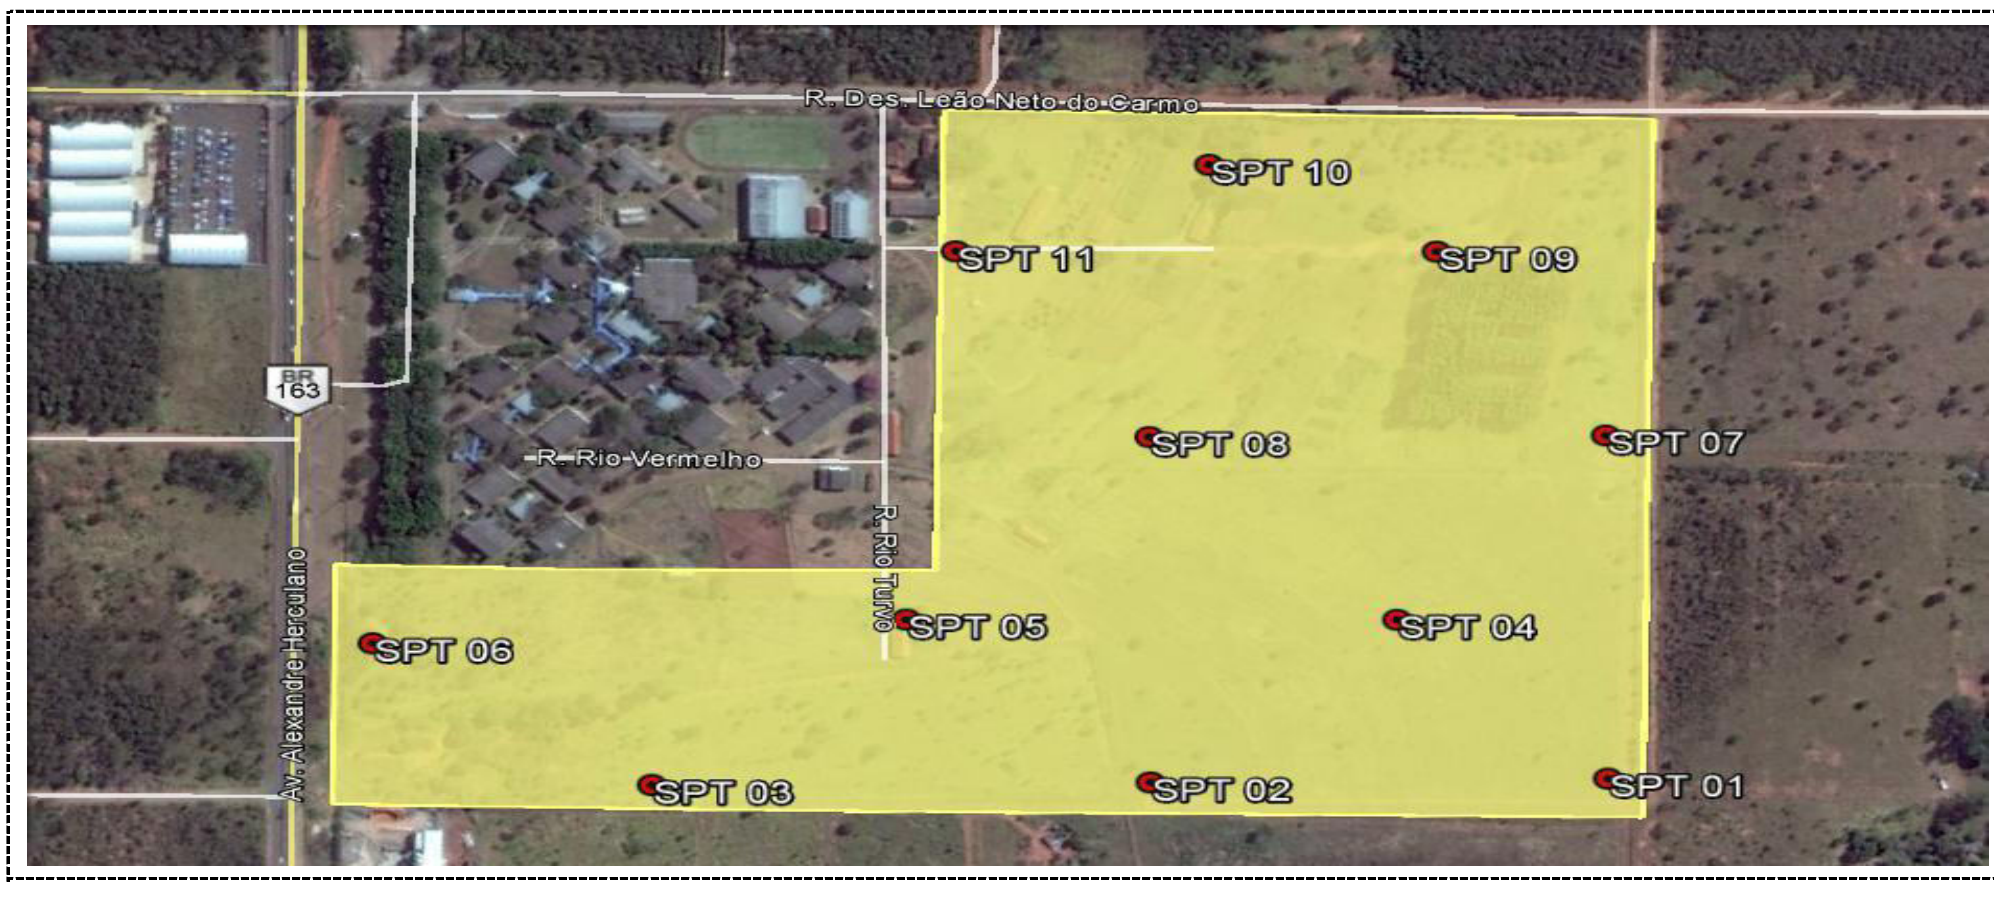 R. Des. Leão Neto do Carmo
SPT 10
SPT 11
SPT 09
BR
163
SPT 08
SPT 07
R. Rio Vermelho
R. Rio Turvo
Av. Alexandre Herculano
SPT 05
SPT 04
SPT 06
SPT 03
SPT 02
SPT 01